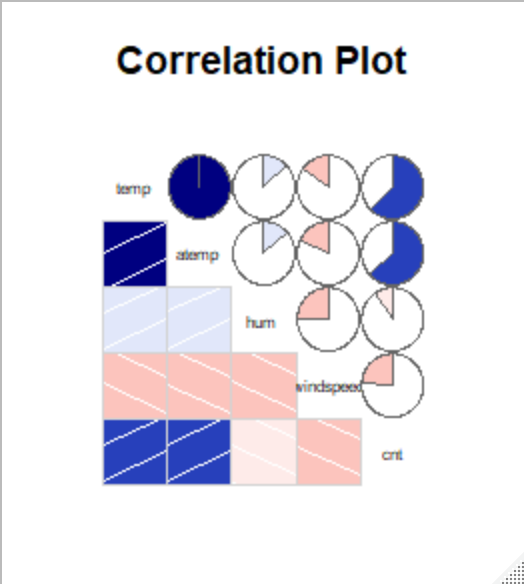 Correlation Plot
temp
atemp
hum
windspeed
cnt